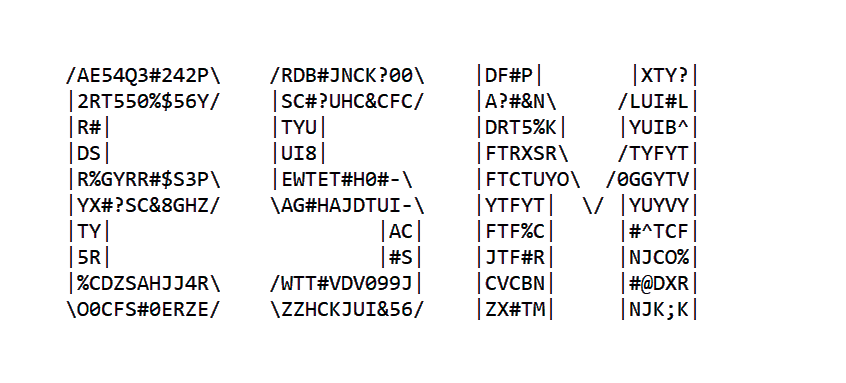 /AE54Q3#242P\    /RDB#JNCK?00\    |DF#P|       |XTY?|
|2RT550%$56Y/    |SC#?UHC&CFC/    |A?#&N\     /LUI#L|
|R#|             |TYU|            |DRT5%K|    |YUIB^|
|DS|             |UI8|            |FTRXSR\    /TYFYT|
|R%GYRR#$S3P\    |EWTET#H0#-\     |FTCTUYO\  /0GGYTV|
|YX#?SC&8GHZ/    \AG#HAJDTUI-\    |YTFYT|  \/ |YUYVY|
|TY|                     |AC|     |FTF%C|     |#^TCF|
|5R|                     |#S|     |JTF#R|     |NJCO%|
|%CDZSAHJJ4R\    /WTT#VDV099J|    |CVCBN|     |#@DXR|
\O0CFS#0ERZE/    \ZZHCKJUI&56/    |ZX#TM|     |NJK;K|